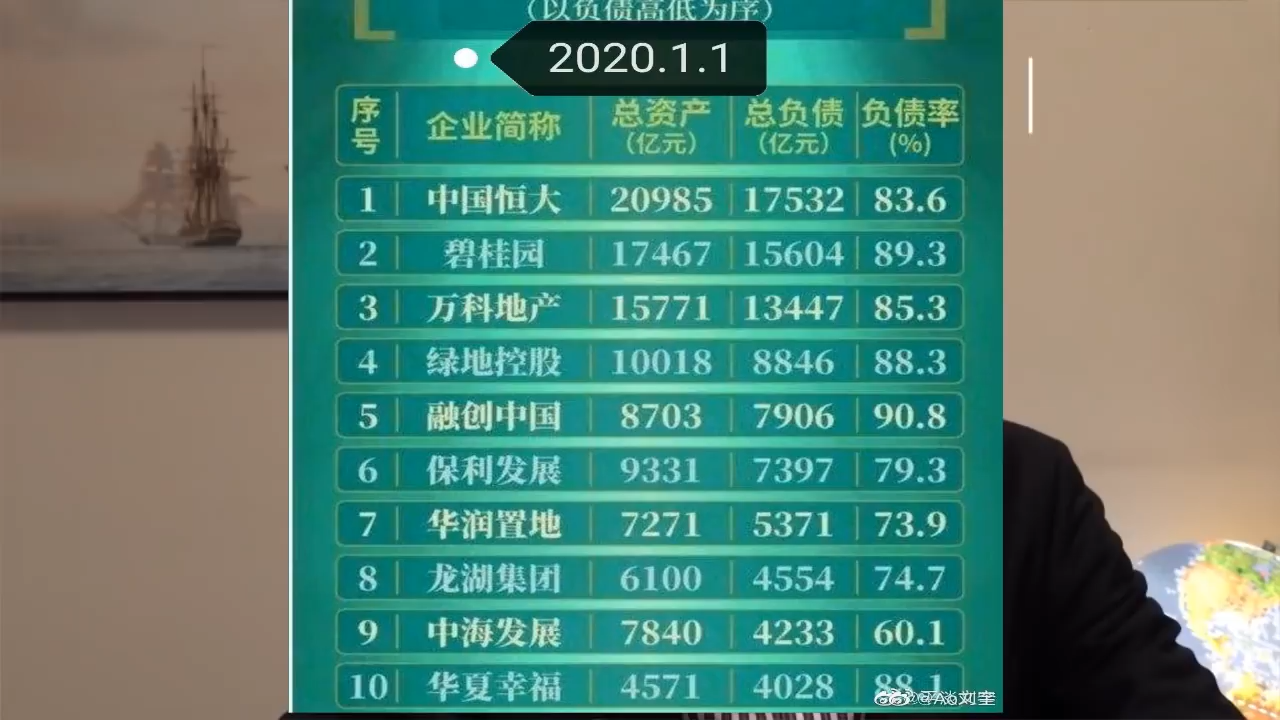 (以负债高低为序)
2020.1.1
序号 企业简称 总资产(亿元) 总负债(亿元) 负债率(%)
1 中国恒大 20985 17532 83.6
2 碧桂园 17467 15604 89.3
3 万科地产 15771 13447 85.3
4 绿地控股 10018 8846 88.3
5 融创中国 8703 7906 90.8
6 保利发展 9331 7397 79.3
7 华润置地 7271 5371 73.9
8 龙湖集团 6100 4554 74.7
9 中海发展 7840 4233 60.1
10 华夏幸福 4571 4028 88.1